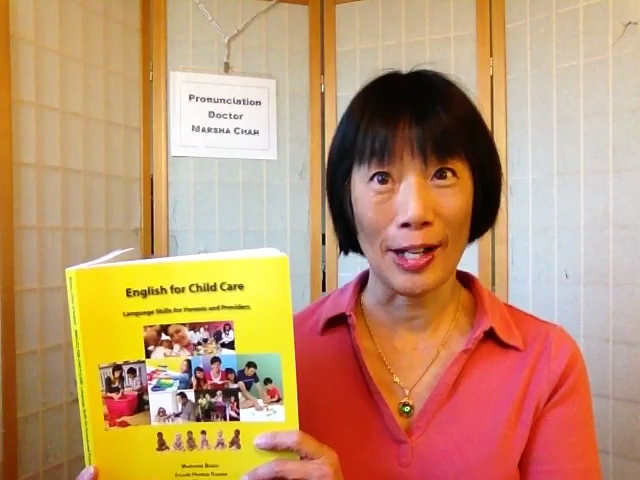 Pronunciation
Doctor
MARSHA CHAN
English for Child Care
Language Skills for Parents and Providers